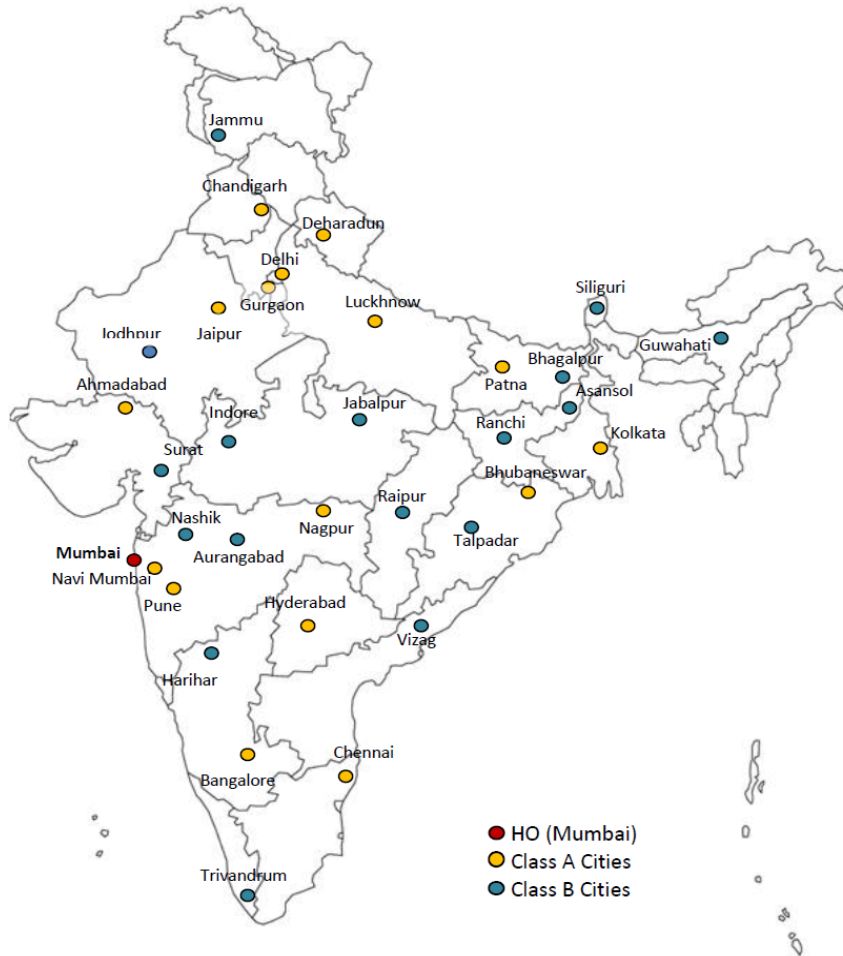 Jammu
Chandigarh
Deharadun
Delhi
Gurgaon
Luckhnow
Siliguri
Jaipur
Jodhpur
Guwahati
Bhagalpur
Patna
Ahmadabad
Asansol
Jabalpur
Indore
Ranchi
Kolkata
Surat
Bhubaneswar
Raipur
Nashik
Nagpur
Talpadar
Aurangabad
Mumbai
Navi Mumbai
Pune
Hyderabad
Vizag
Harihar
Chennai
Bangalore
Trivandrum
HO (Mumbai)
Class A Cities
Class B Cities